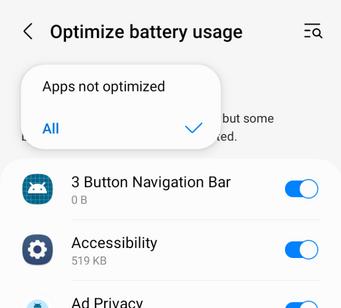 Optimize battery usage
Apps not optimized
but some
All
ted.
3 Button Navigation Bar
0 B
Accessibility
519 KB
Ad Privacy